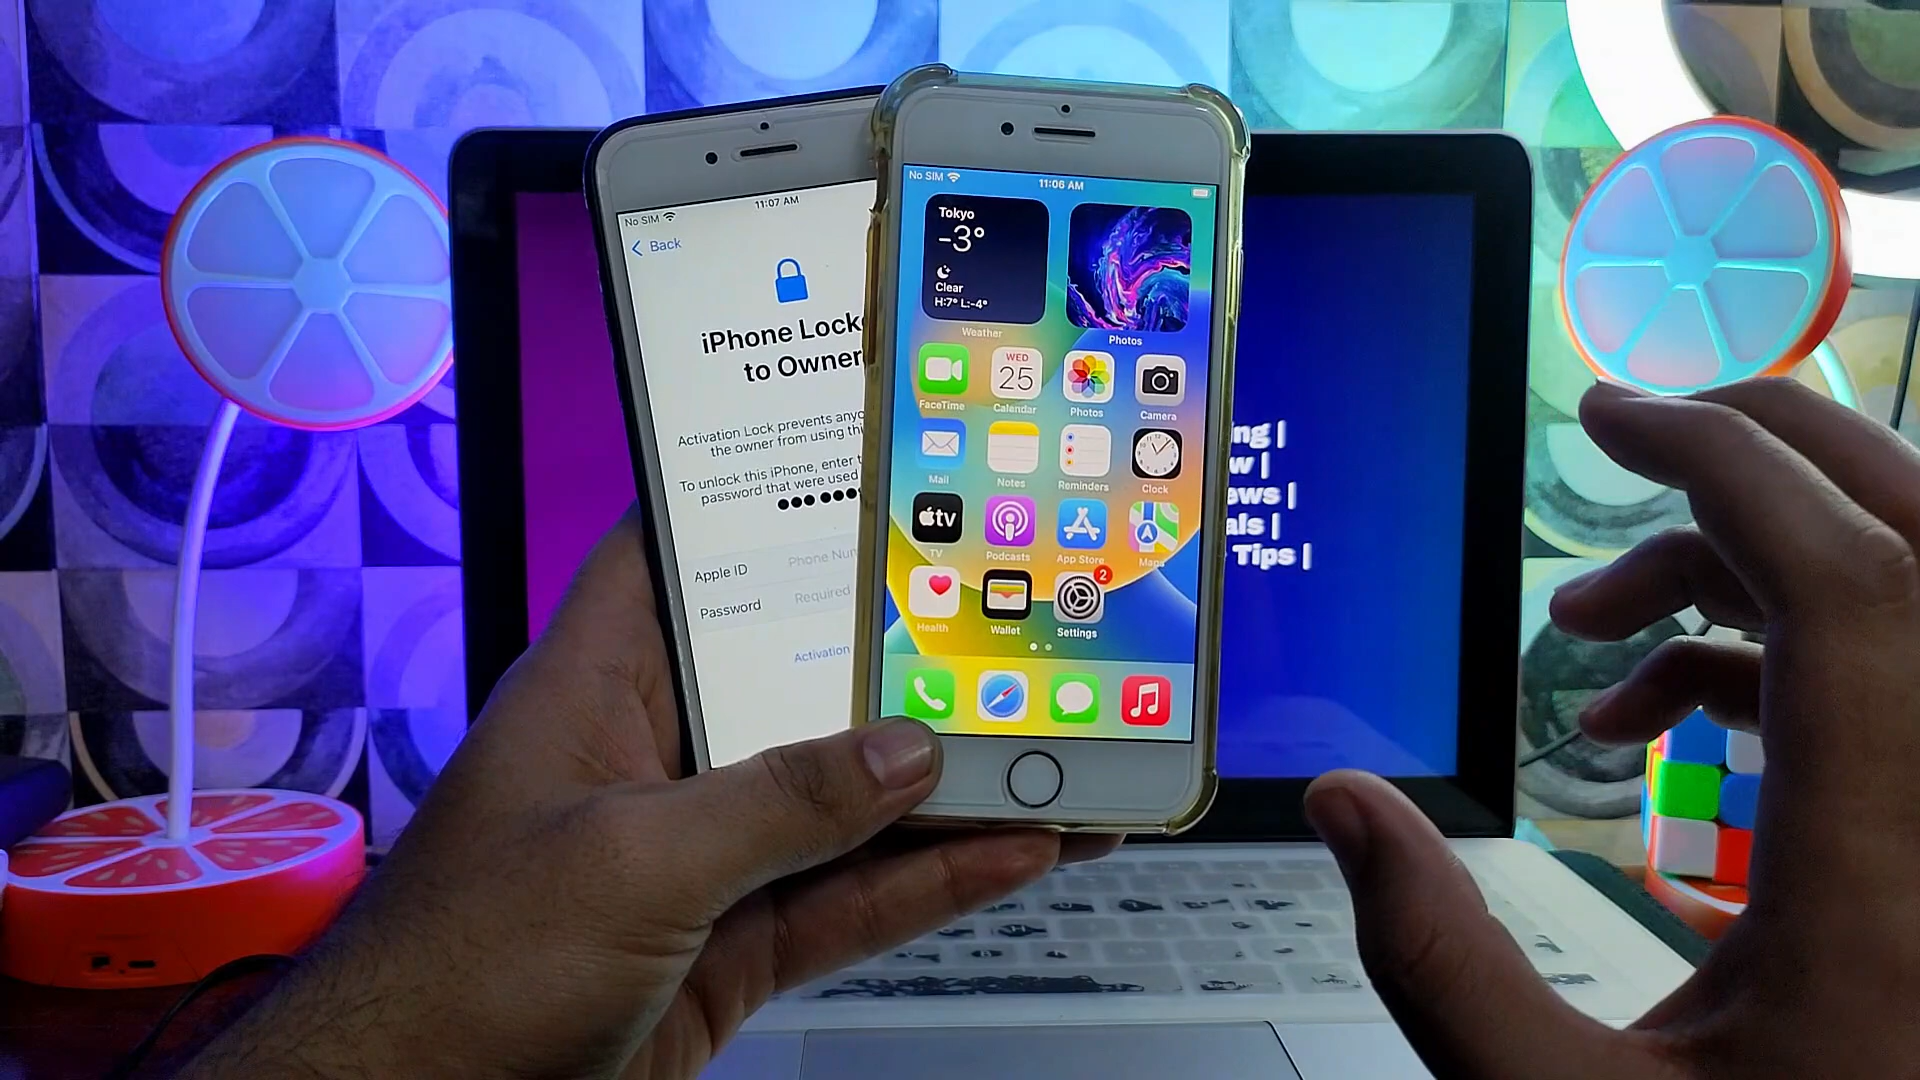 No SIM
11:07 AM
Back
iPhone Locke
to Owner
Activation Lock prevents anyo
the owner from using thi
To unlock this iPhone, enter t
password that were used
●●● ●●●
Apple ID
Phone Num
Password
Required
Activation
No SIM
11:06 AM
Tokyo
-3°
Clear
H:7° L:-4°
Weather
Photos
WED
25
FaceTime
Calendar
Photos
Camera
Mail
Notes
Reminders
Clock
tv
TV
Podcasts
App Store
Maps
2
Health
Wallet
Settings
ing |
w |
ews |
als |
Tips |